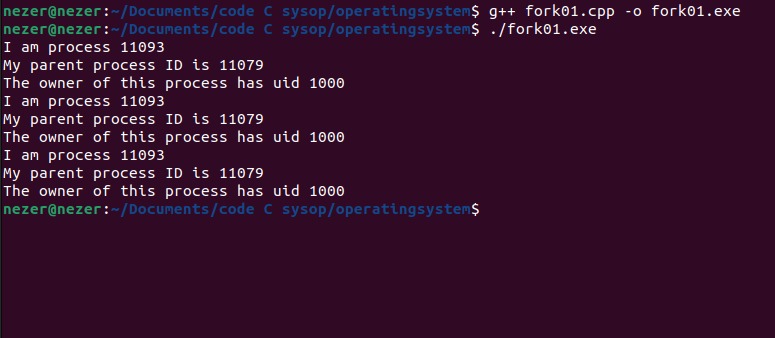 nezer@nezer:~/Documents/code C sysop/operatingsystem$ g++ fork01.cpp -o fork01.exe
nezer@nezer:~/Documents/code C sysop/operatingsystem$ ./fork01.exe
I am process 11093
My parent process ID is 11079
The owner of this process has uid 1000
I am process 11093
My parent process ID is 11079
The owner of this process has uid 1000
I am process 11093
My parent process ID is 11079
The owner of this process has uid 1000
nezer@nezer:~/Documents/code C sysop/operatingsystem$